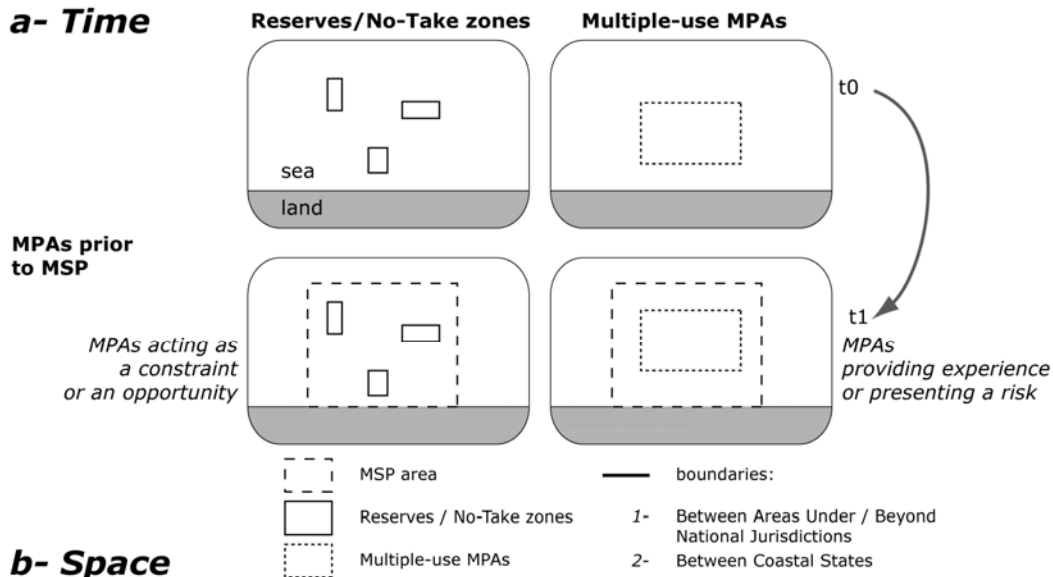 a- Time
Reserves/No-Take zones
Multiple-use MPAs
t0
sea
land
MPAs prior
to MSP
t1
MPAs acting as
a constraint
or an opportunity
MPAs
providing experience
or presenting a risk
MSP area
boundaries:
Reserves / No-Take zones
1- Between Areas Under / Beyond
National Jurisdictions
Multiple-use MPAs
2- Between Coastal States
b- Space